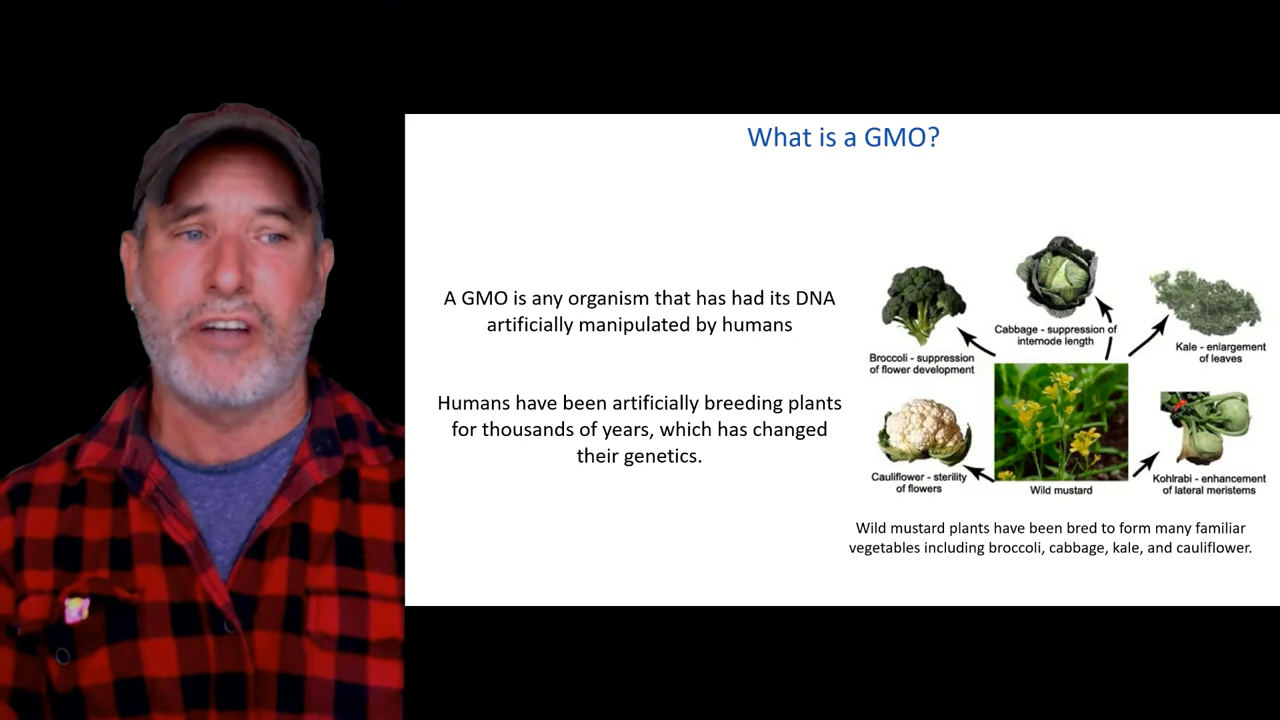 What is a GMO?
A GMO is any organism that has had its DNA
artificially manipulated by humans
Humans have been artificially breeding plants
for thousands of years, which has changed
their genetics.
Cabbage - suppression of
internode length
Kale - enlargement
of leaves
Broccoli - suppression
of flower development
Cauliflower - sterility
of flowers
Wild mustard
Kohlrabi - enhancement
of lateral meristems
Wild mustard plants have been bred to form many familiar
vegetables including broccoli, cabbage, kale, and cauliflower.